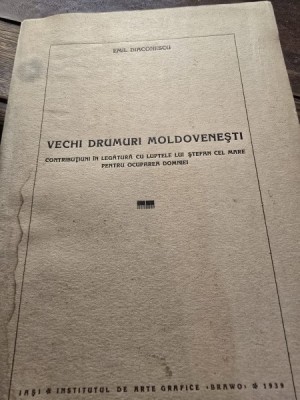 EMIL DIACONESCU
VECHI DRUMURI MOLDOVENEȘTI
CONTRIBUȚIUNI ÎN LEGĂTURĂ CU LUPTELE LUI ȘTEFAN CEL MARE
PENTRU OCUPAREA DOMNIEI
IAȘI * INSTITUTUL DE ARTE GRAFICE «BRAWO» * 1939